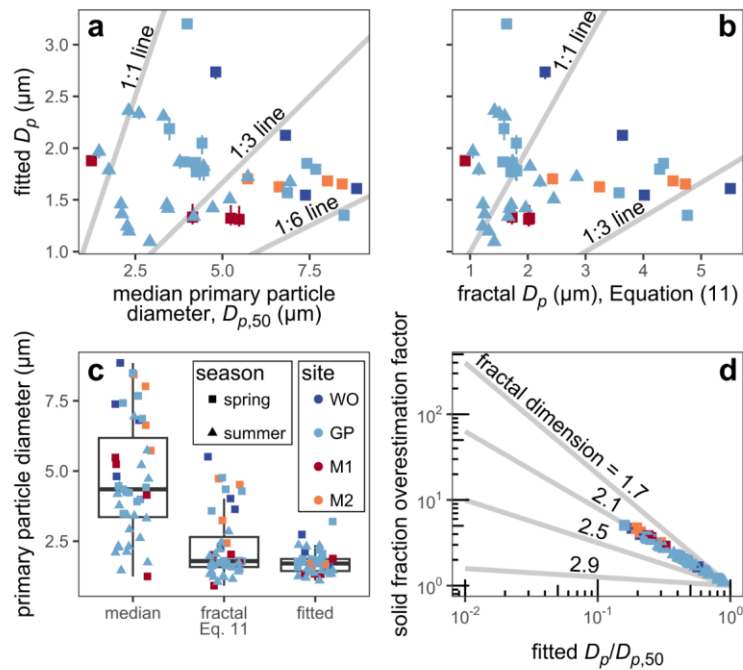 a
1:1 line
1:3 line
1:6 line
fitted Dp (μm)
3.0
2.5
2.0
1.5
1.0
2.5 5.0 7.5
median primary particle
diameter, Dp,50 (μm)
b
1:1 line
1:3 line
1 2 3 4 5
fractal Dp (μm), Equation (11)
c
primary particle diameter (μm)
7.5
5.0
2.5
season
spring
summer
site
WO
GP
M1
M2
median fractal fitted
Eq. 11
d
solid fraction overestimation factor
10²
10¹
10⁰
fractal dimension = 1.7
2.1
2.5
2.9
10⁻² 10⁻¹ 10⁰
fitted Dp/Dp,50